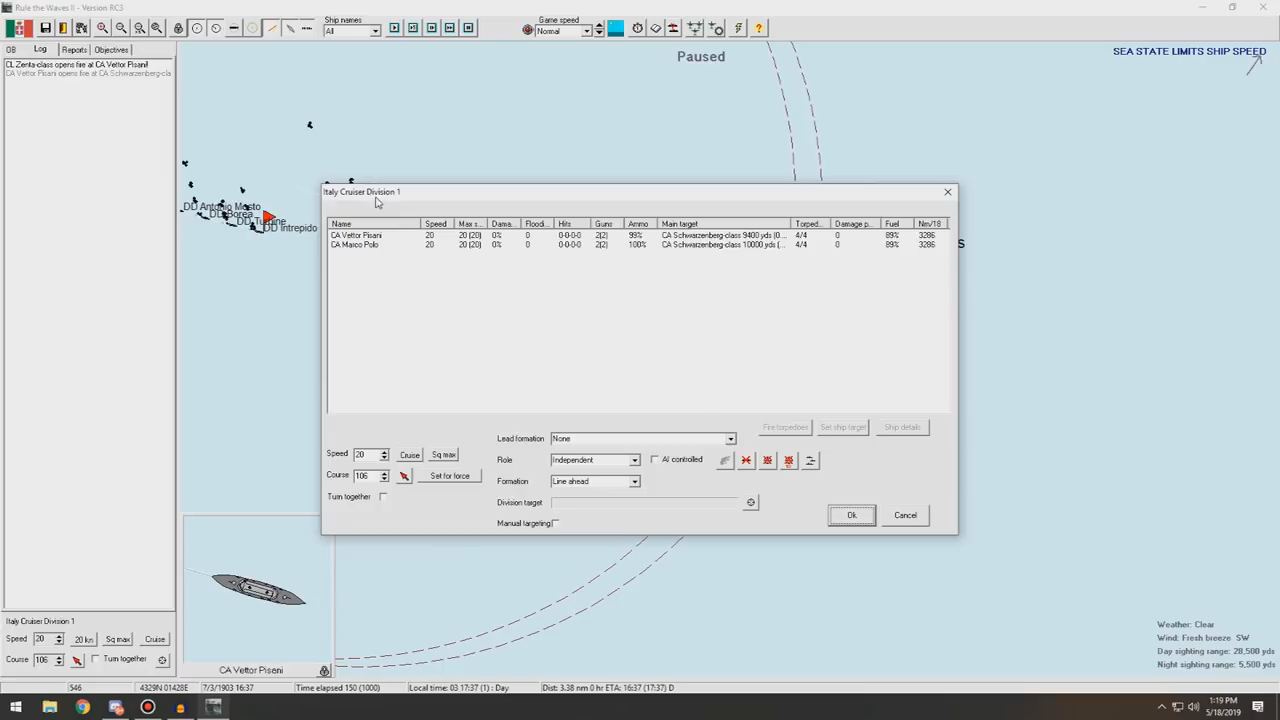 Rule the Waves II - Version RC3
Ship names
All
Game speed
Normal
OB Log Reports Objectives
CL Zenta-class opens fire at CA Vettor Pisani!
CA Vettor Pisani opens fire at CA Schwarzenberg-cla
Paused
SEA STATE LIMITS SHIP SPEED
DD Antonio Mosto
DD Borea
DD Turbine
DD Intrepido
s
Italy Cruiser Division 1
Name Speed Max s... Dama... Floodi... Hits Guns Ammo Main target Torped... Damage p... Fuel Nm/18
CA Vettor Pisani 20 20 (20) 0% 0 0-0-0-0 2(2) 99% CA Schwarzenberg-class 9400 yds (0... 4/4 0 89% 3286
CA Marco Polo 20 20 (20) 0% 0 0-0-0-0 2(2) 100% CA Schwarzenberg-class 10000 yds (... 4/4 0 89% 3286
Fire torpedoes Set ship target Ship details
Lead formation None
Speed 20 Cruise Sq max
Role Independent AI controlled
Course 106 Set for force
Formation Line ahead
Turn together
Division target
Manual targeting
Ok Cancel
Italy Cruiser Division 1
Speed 20 20 kn Sq max Cruise
Course 106 Turn together
CA Vettor Pisani
Weather: Clear
Wind: Fresh breeze SW
Day sighting range: 28,500 yds
Night sighting range: 5,500 yds
546 4329N 01428E 7/3/1903 16:37 Time elapsed 150 (1000) Local time: 03 17:37 (1) : Day Dist: 3.38 nm 0 hr ETA: 16:37 (17:37) D
1:19 PM
5/18/2019